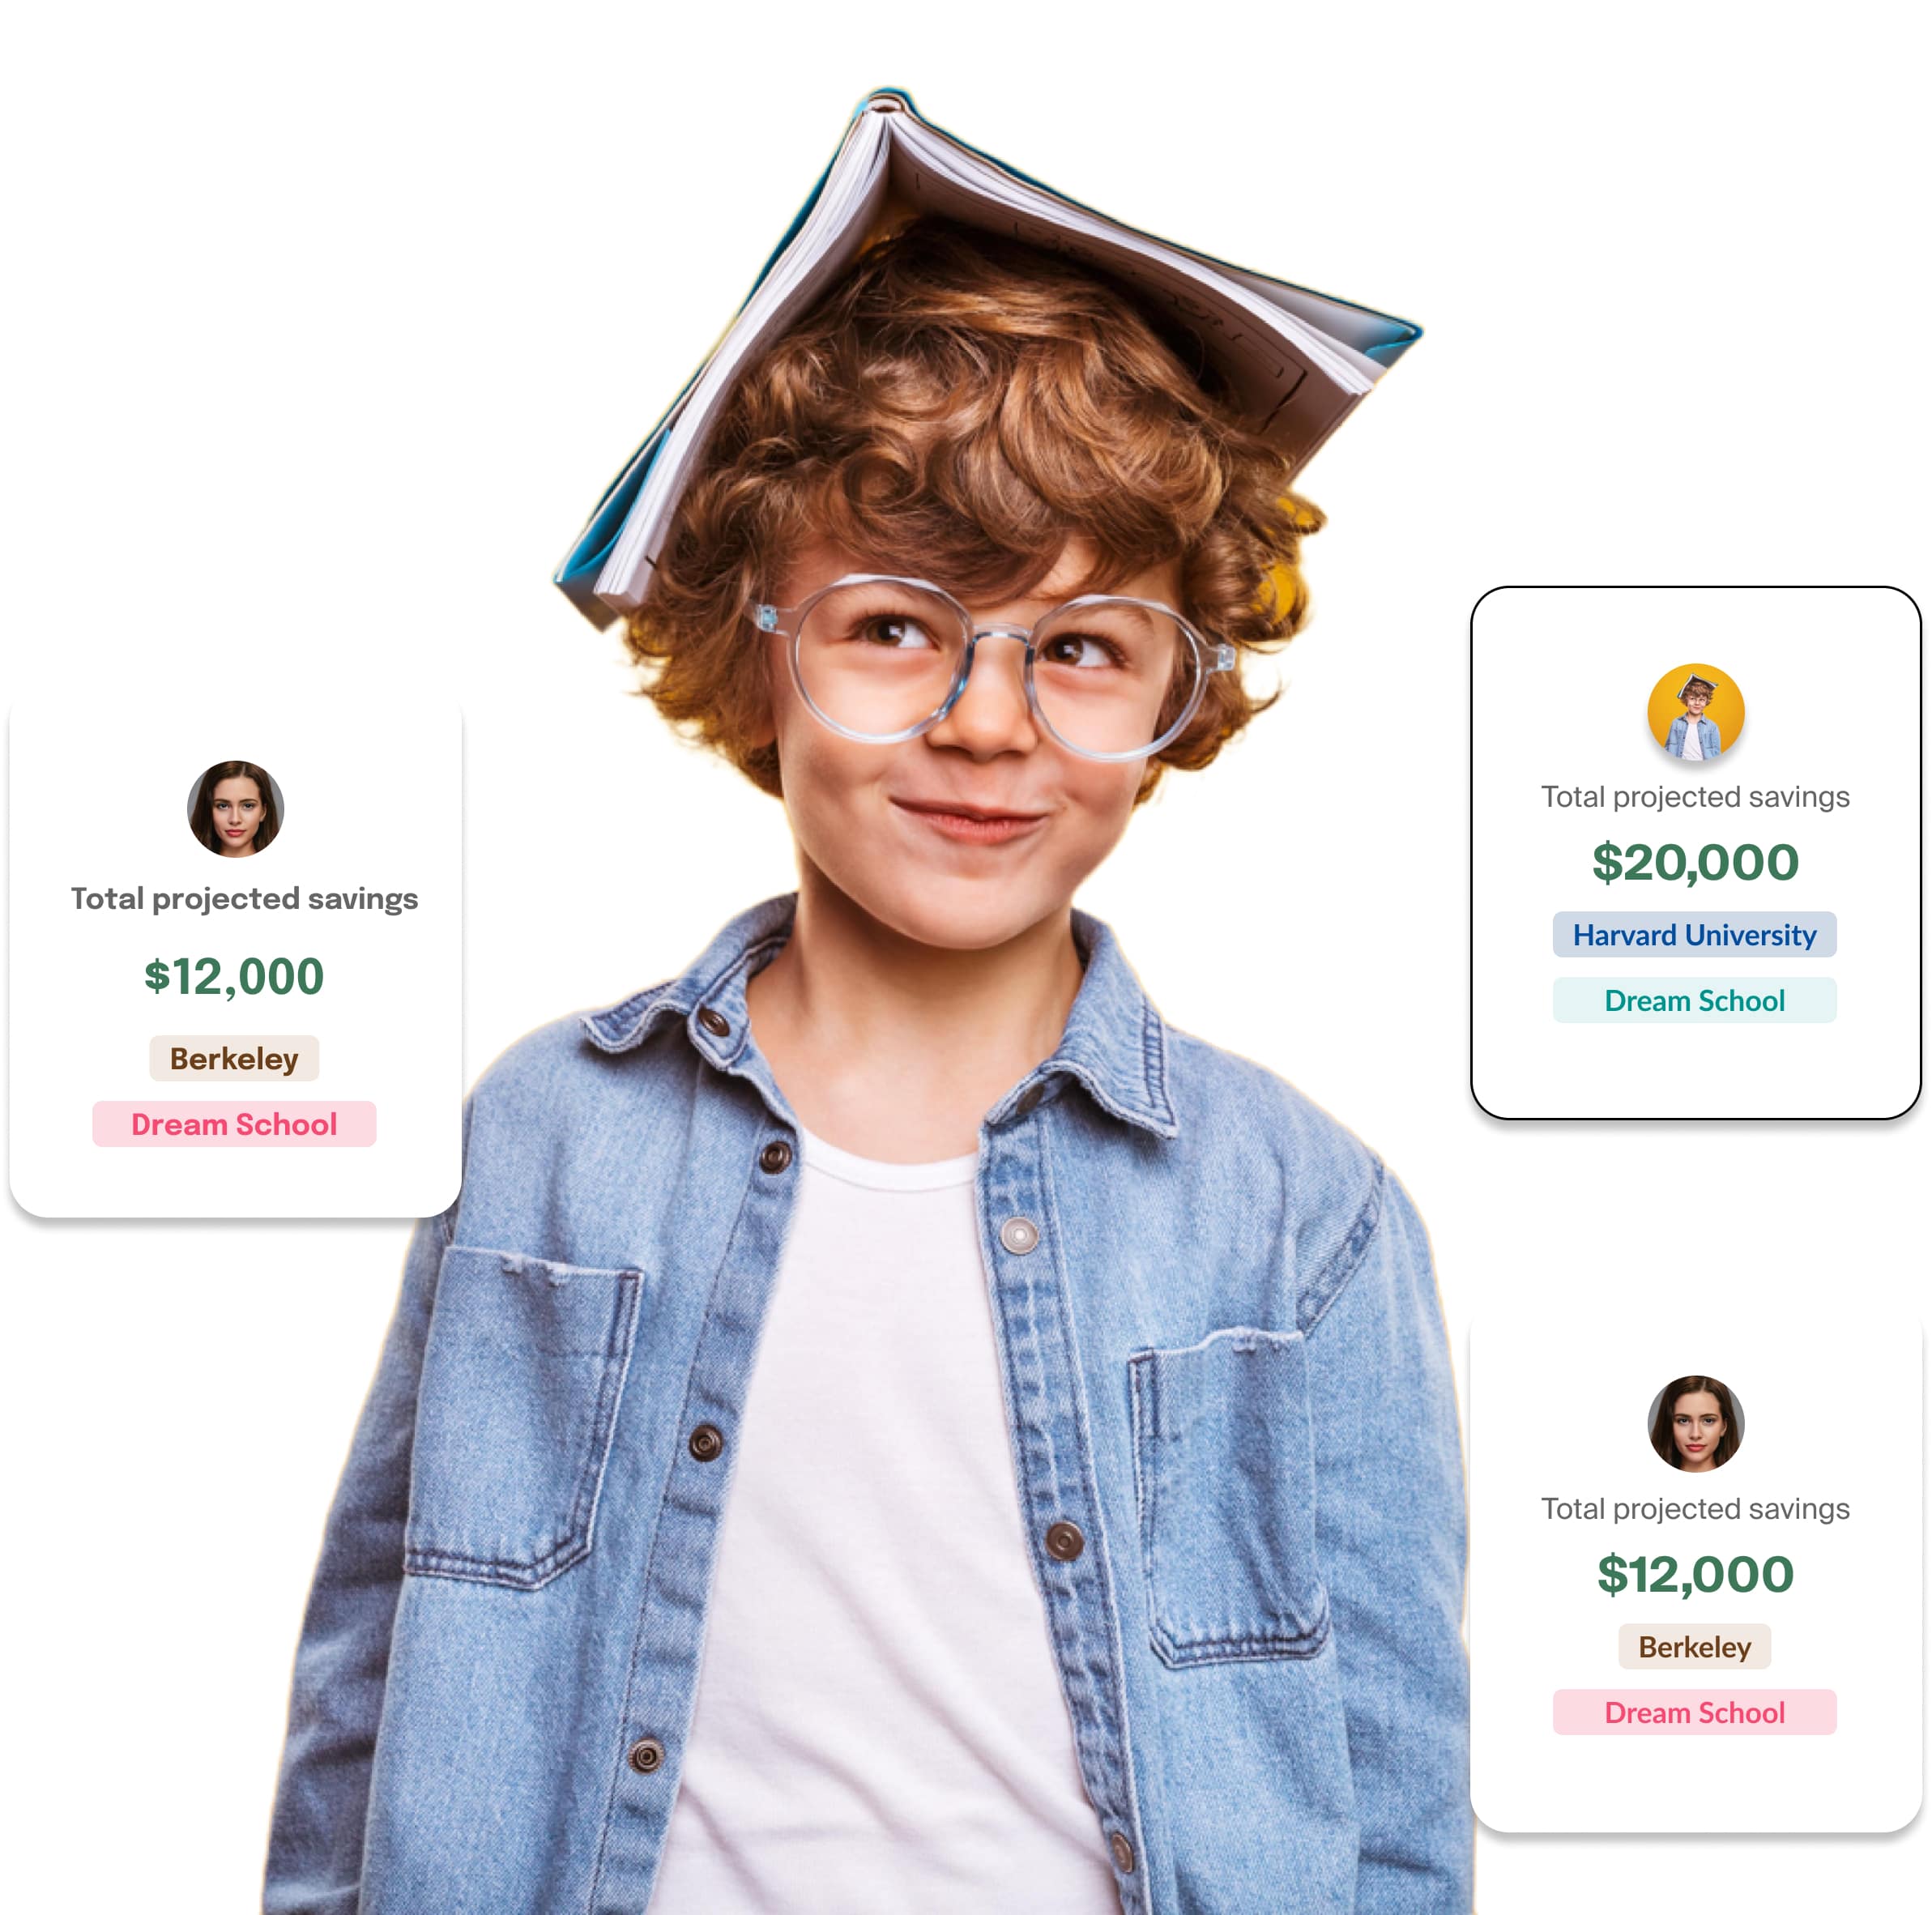 Total projected savings
$12,000
Berkeley
Dream School
Total projected savings
$20,000
Harvard University
Dream School
Total projected savings
$12,000
Berkeley
Dream School